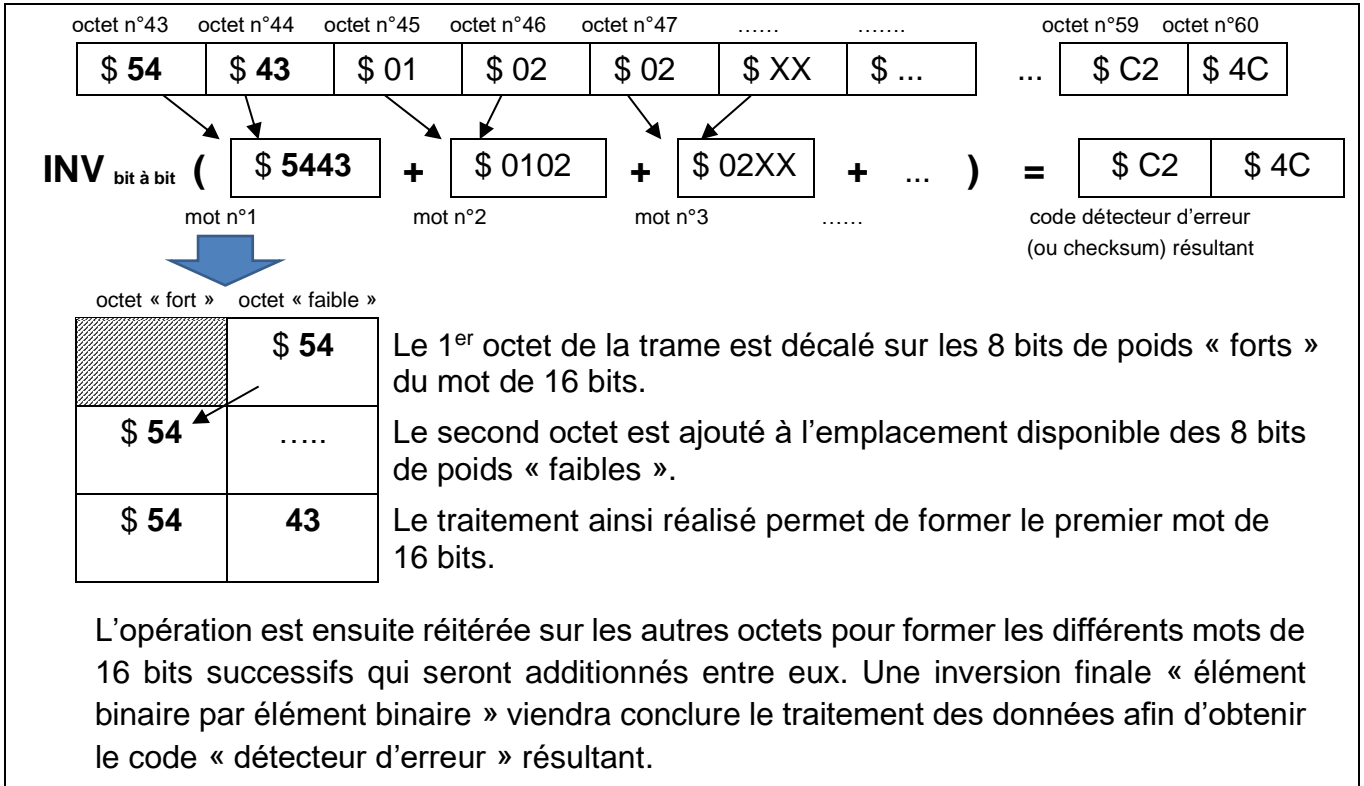 octet n°43 octet n°44 octet n°45 octet n°46 octet n°47 …… ……. octet n°59 octet n°60
$ 54 $ 43 $ 01 $ 02 $ 02 $ XX $ ... ... $ C2 $ 4C
INV bit à bit ( $ 5443 + $ 0102 + $ 02XX + ... ) = $ C2 $ 4C
mot n°1 mot n°2 mot n°3 …… code détecteur d’erreur
(ou checksum) résultant
octet « fort » octet « faible »
$ 54 Le 1er octet de la trame est décalé sur les 8 bits de poids « forts »
du mot de 16 bits.
$ 54 ….. Le second octet est ajouté à l’emplacement disponible des 8 bits
de poids « faibles ».
$ 54 43 Le traitement ainsi réalisé permet de former le premier mot de
16 bits.
L’opération est ensuite réitérée sur les autres octets pour former les différents mots de
16 bits successifs qui seront additionnés entre eux. Une inversion finale « élément
binaire par élément binaire » viendra conclure le traitement des données afin d’obtenir
le code « détecteur d’erreur » résultant.